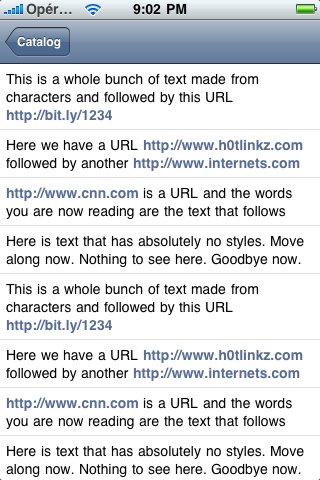 Opér... 9:02 PM
Catalog
This is a whole bunch of text made from
characters and followed by this URL
http://bit.ly/1234
Here we have a URL http://www.h0tlinkz.com
followed by another http://www.internets.com
http://www.cnn.com is a URL and the words
you are now reading are the text that follows
Here is text that has absolutely no styles. Move
along now. Nothing to see here. Goodbye now.
This is a whole bunch of text made from
characters and followed by this URL
http://bit.ly/1234
Here we have a URL http://www.h0tlinkz.com
followed by another http://www.internets.com
http://www.cnn.com is a URL and the words
you are now reading are the text that follows
Here is text that has absolutely no styles. Move
along now. Nothing to see here. Goodbye now.